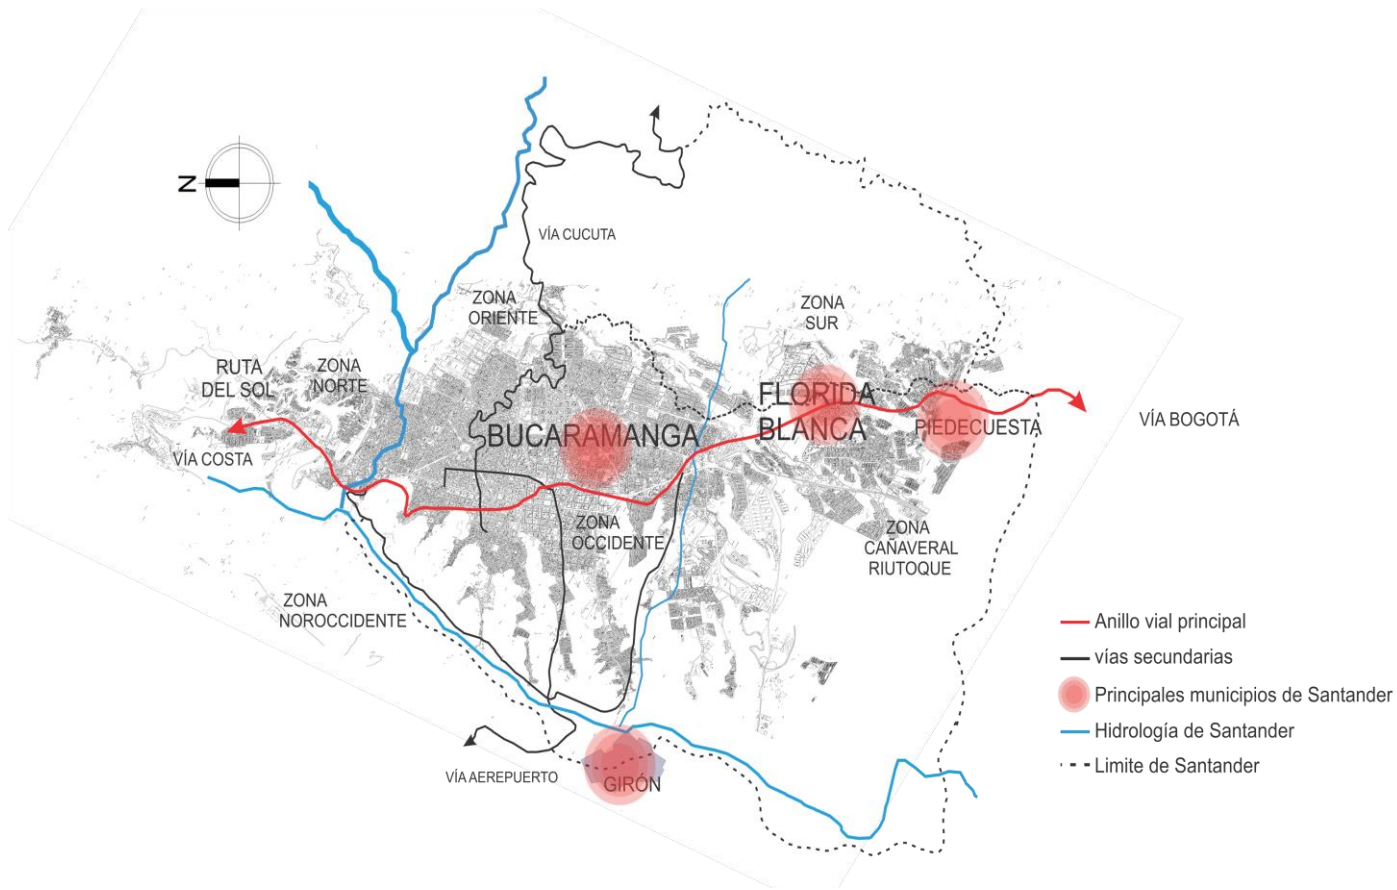 N
VÍA CUCUTA
ZONA
ORIENTE
ZONA
SUR
RUTA
DEL SOL
ZONA
NORTE
FLORIDA
BLANCA
BUCARAMANGA
PIEDECUESTA
VÍA BOGOTÁ
VÍA COSTA
ZONA
OCCIDENTE
ZONA
CAÑAVERAL
RIUTOQUE
ZONA
NOROCCIDENTE
VÍA AEREPUERTO
GIRÓN
Anillo vial principal
vías secundarias
Principales municipios de Santander
Hidrología de Santander
Limite de Santander